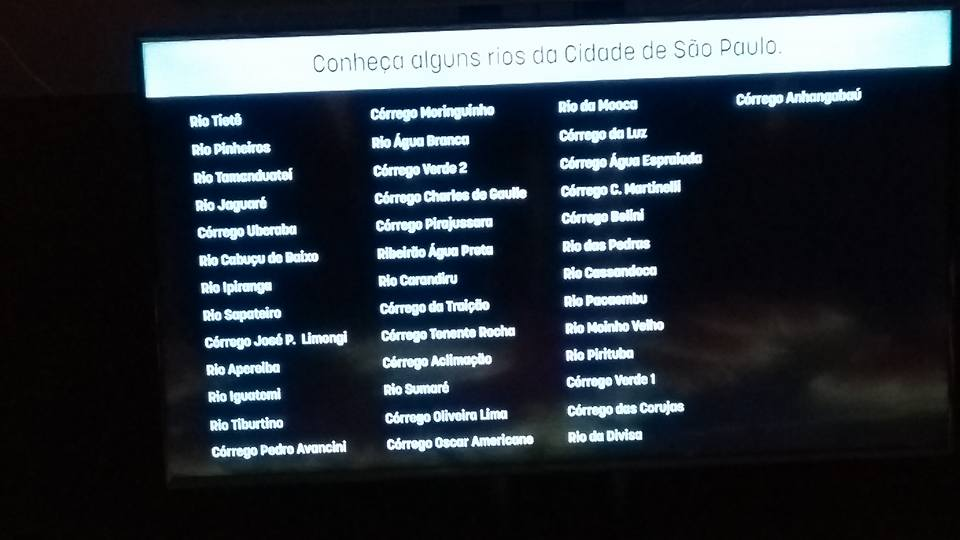 Conheça alguns rios da Cidade de São Paulo.
Rio Tietê
Rio Pinheiros
Rio Tamanduateí
Rio Jaguaré
Córrego Uberaba
Rio Cabuçu de Baixo
Rio Ipiranga
Rio Sapateiro
Córrego José P. Limongi
Rio Apereiba
Rio Iguatemi
Rio Tiburtino
Córrego Pedro Avancini
Córrego Moringuinho
Rio Água Branca
Córrego Verde 2
Córrego Charles de Gaulle
Córrego Pirajussara
Ribeirão Água Preta
Rio Carandiru
Córrego da Traição
Córrego Tenente Rocha
Córrego Aclimação
Rio Sumaré
Córrego Oliveira Lima
Córrego Oscar Americano
Rio da Mooca
Córrego da Luz
Córrego Água Espraiada
Córrego C. Martinelli
Córrego Belini
Rio das Pedras
Rio Cassandoca
Rio Pacaembu
Rio Moinho Velho
Rio Pirituba
Córrego Verde 1
Córrego das Corujas
Rio da Divisa
Córrego Anhangabaú